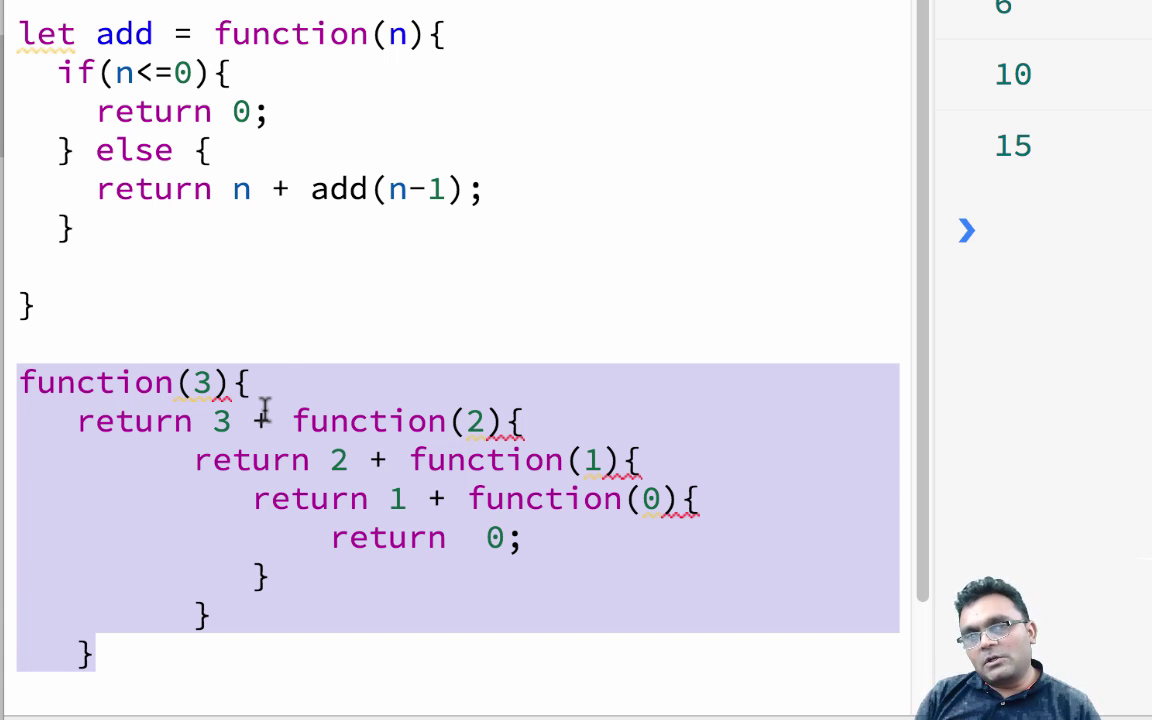 let add = function(n){
  if(n<=0){
    return 0;
  } else {
    return n + add(n-1);
  }

}

function(3){
   return 3 + function(2){
         return 2 + function(1){
            return 1 + function(0){
                return  0;
            }
         }
   }
6
10
15
❯